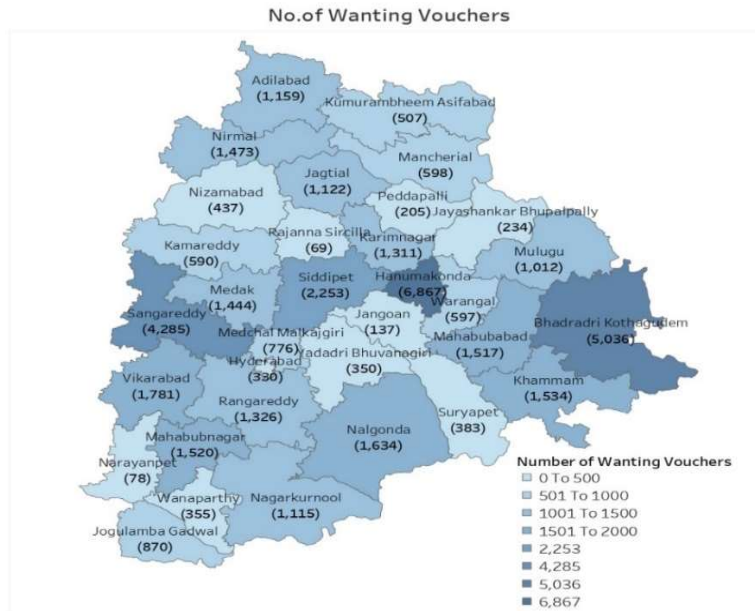 No.of Wanting Vouchers
Adilabad
(1,159)
Kumurambheem Asifabad
(507)
Nirmal
(1,473)
Mancherial
(598)
Jagtial
(1,122)
Nizamabad
(437)
Peddapalli
(205)
Jayashankar Bhupalpally
(234)
Rajanna Sircilla
(69)
Karimnagar
(1,311)
Kamareddy
(590)
Mulugu
(1,012)
Siddipet
(2,253)
Hanumakonda
(6,867)
Medak
(1,444)
Warangal
(597)
Sangareddy
(4,285)
Jangoan
(137)
Bhadradri Kothagudem
(5,036)
Medchal Malkajgiri
(776)
Mahabubabad
(1,517)
Hyderabad
(330)
Yadadri Bhuvanagiri
(350)
Vikarabad
(1,781)
Khammam
(1,534)
Rangareddy
(1,326)
Suryapet
(383)
Nalgonda
(1,634)
Mahabubnagar
(1,520)
Narayanpet
(78)
Wanaparthy
(355)
Nagarkurnool
(1,115)
Jogulamba Gadwal
(870)
Number of Wanting Vouchers
0 To 500
501 To 1000
1001 To 1500
1501 To 2000
2,253
4,285
5,036
6,867